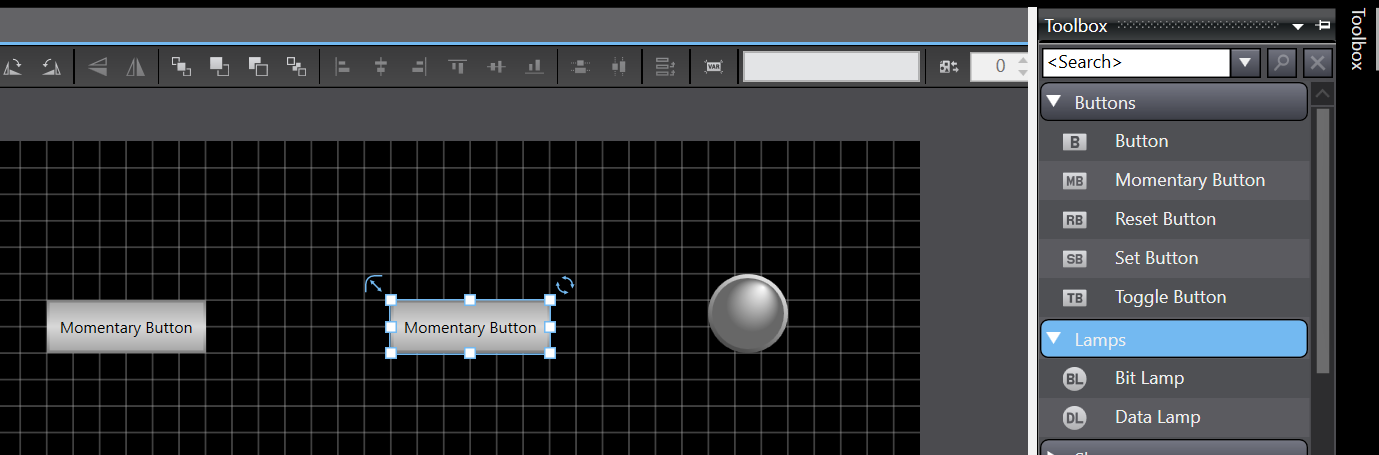 Toolbox
Toolbox
VAR
0
<Search>
Buttons
B Button
MB Momentary Button
RB Reset Button
SB Set Button
TB Toggle Button
Lamps
BL Bit Lamp
DL Data Lamp
Momentary Button
Momentary Button